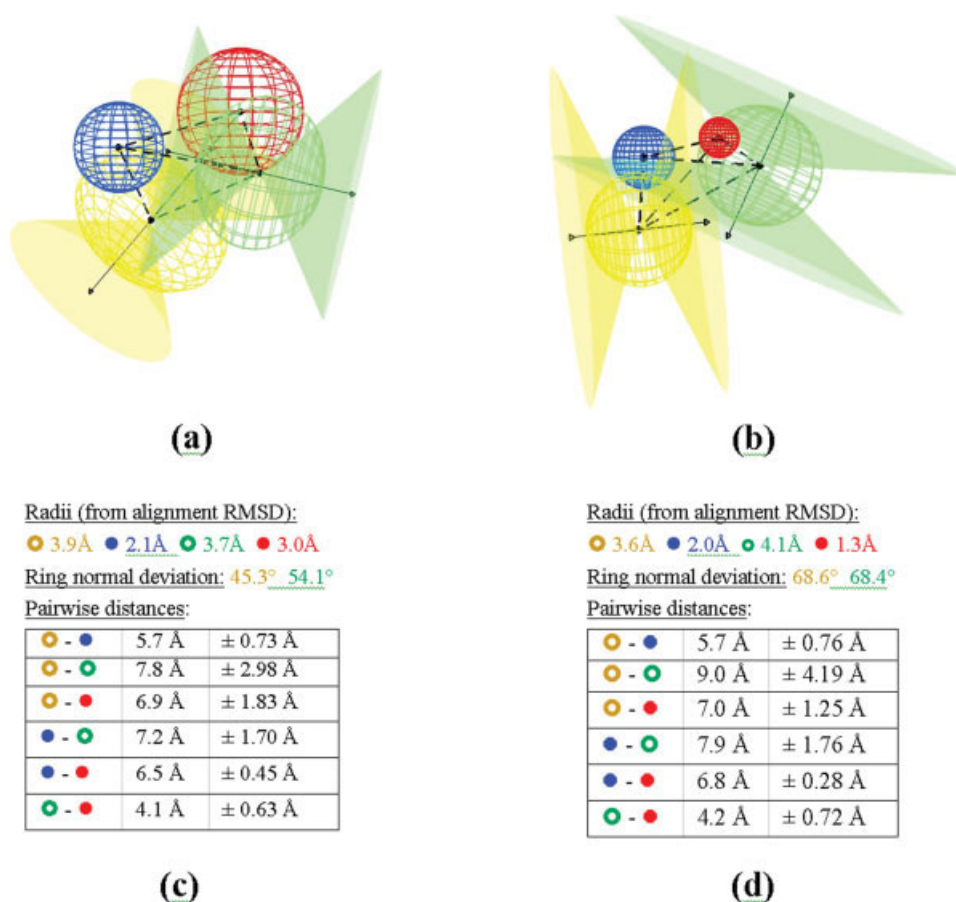 (a)
(b)
Radii (from alignment RMSD):
3.9Å 2.1Å 3.7Å 3.0Å
Ring normal deviation: 45.3° 54.1°
Pairwise distances:
- 5.7 Å ± 0.73 Å
- 7.8 Å ± 2.98 Å
- 6.9 Å ± 1.83 Å
- 7.2 Å ± 1.70 Å
- 6.5 Å ± 0.45 Å
- 4.1 Å ± 0.63 Å
(c)
Radii (from alignment RMSD):
3.6Å 2.0Å 4.1Å 1.3Å
Ring normal deviation: 68.6° 68.4°
Pairwise distances:
- 5.7 Å ± 0.76 Å
- 9.0 Å ± 4.19 Å
- 7.0 Å ± 1.25 Å
- 7.9 Å ± 1.76 Å
- 6.8 Å ± 0.28 Å
- 4.2 Å ± 0.72 Å
(d)